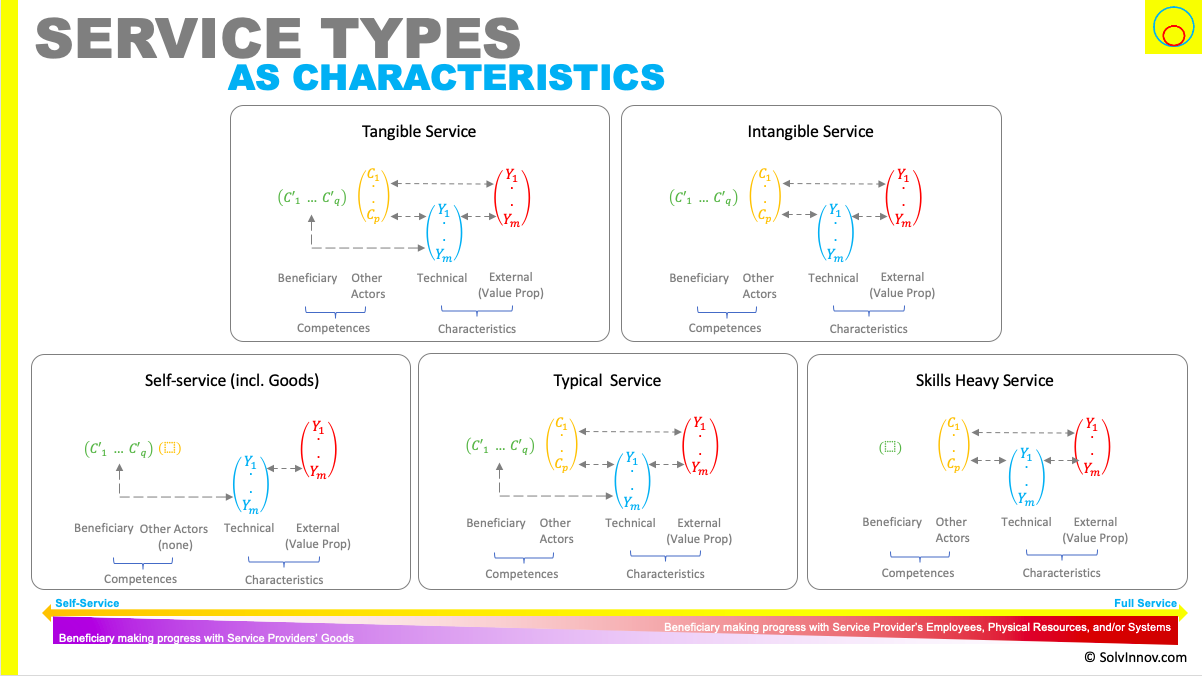 SERVICE TYPES
AS CHARACTERISTICS
Tangible Service
(C'₁ … C'q)
C₁
.
.
Cₚ
Y₁
.
.
Yₘ
Y₁
.
.
Yₘ
Beneficiary Other Actors Technical External (Value Prop)
Competences Characteristics
Intangible Service
(C'₁ … C'q)
C₁
.
.
Cₚ
Y₁
.
.
Yₘ
Y₁
.
.
Yₘ
Beneficiary Other Actors Technical External (Value Prop)
Competences Characteristics
Self-service (incl. Goods)
(C'₁ … C'q) (⬚)
Y₁
.
.
Yₘ
Y₁
.
.
Yₘ
Beneficiary Other Actors (none) Technical External (Value Prop)
Competences Characteristics
Typical Service
(C'₁ … C'q)
C₁
.
.
Cₚ
Y₁
.
.
Yₘ
Y₁
.
.
Yₘ
Beneficiary Other Actors Technical External (Value Prop)
Competences Characteristics
Skills Heavy Service
(⬚)
C₁
.
.
Cₚ
Y₁
.
.
Yₘ
Y₁
.
.
Yₘ
Beneficiary Other Actors Technical External (Value Prop)
Competences Characteristics
Self-Service Full Service
Beneficiary making progress with Service Providers' Goods
Beneficiary making progress with Service Provider's Employees, Physical Resources, and/or Systems
© SolvInnov.com